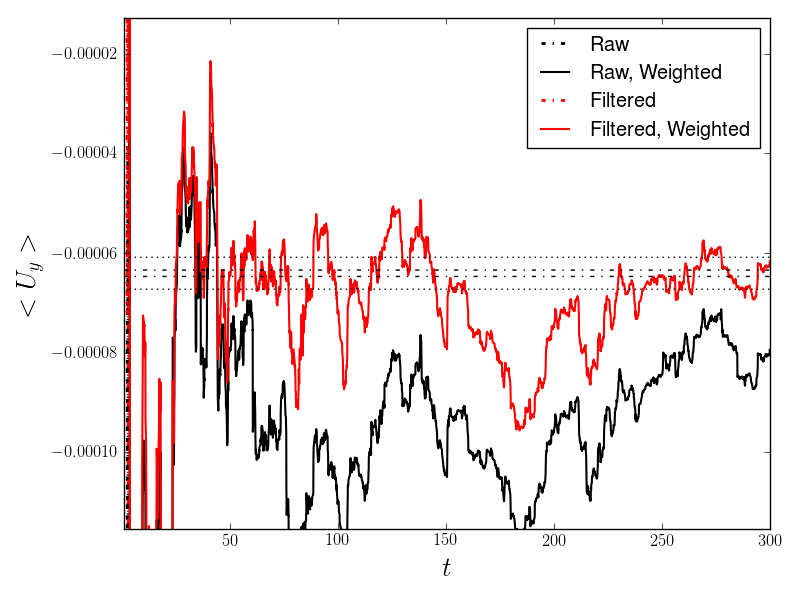 −0.00002
−0.00004
−0.00006
−0.00008
−0.00010
< U_y >
50
100
150
200
250
300
t
Raw
Raw, Weighted
Filtered
Filtered, Weighted